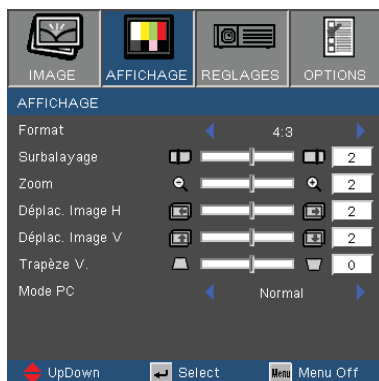 IMAGE AFFICHAGE REGLAGES OPTIONS
AFFICHAGE
Format 4:3
Surbalayage 2
Zoom 2
Déplac. Image H 2
Déplac. Image V 2
Trapèze V. 0
Mode PC Normal
UpDown Select Menu Menu Off